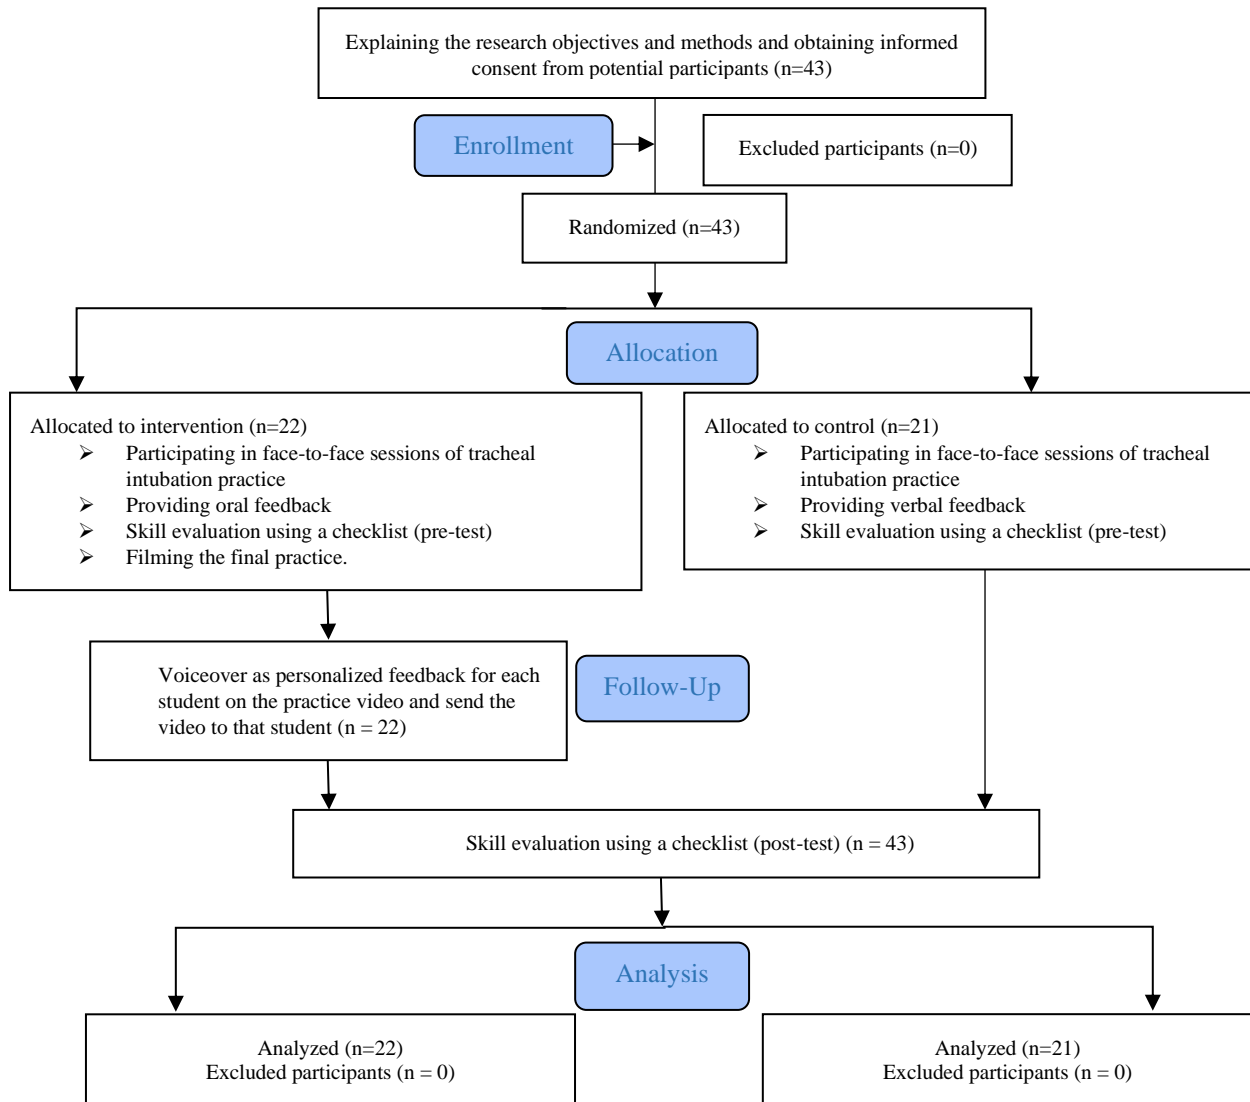 Explaining the research objectives and methods and obtaining informed
consent from potential participants (n=43)
Enrollment
Excluded participants (n=0)
Randomized (n=43)
Allocation
Allocated to intervention (n=22)
➢ Participating in face-to-face sessions of tracheal
intubation practice
➢ Providing oral feedback
➢ Skill evaluation using a checklist (pre-test)
➢ Filming the final practice.
Allocated to control (n=21)
➢ Participating in face-to-face sessions of tracheal
intubation practice
➢ Providing verbal feedback
➢ Skill evaluation using a checklist (pre-test)
Voiceover as personalized feedback for each
student on the practice video and send the
video to that student (n = 22)
Follow-Up
Skill evaluation using a checklist (post-test) (n = 43)
Analysis
Analyzed (n=22)
Excluded participants (n = 0)
Analyzed (n=21)
Excluded participants (n = 0)